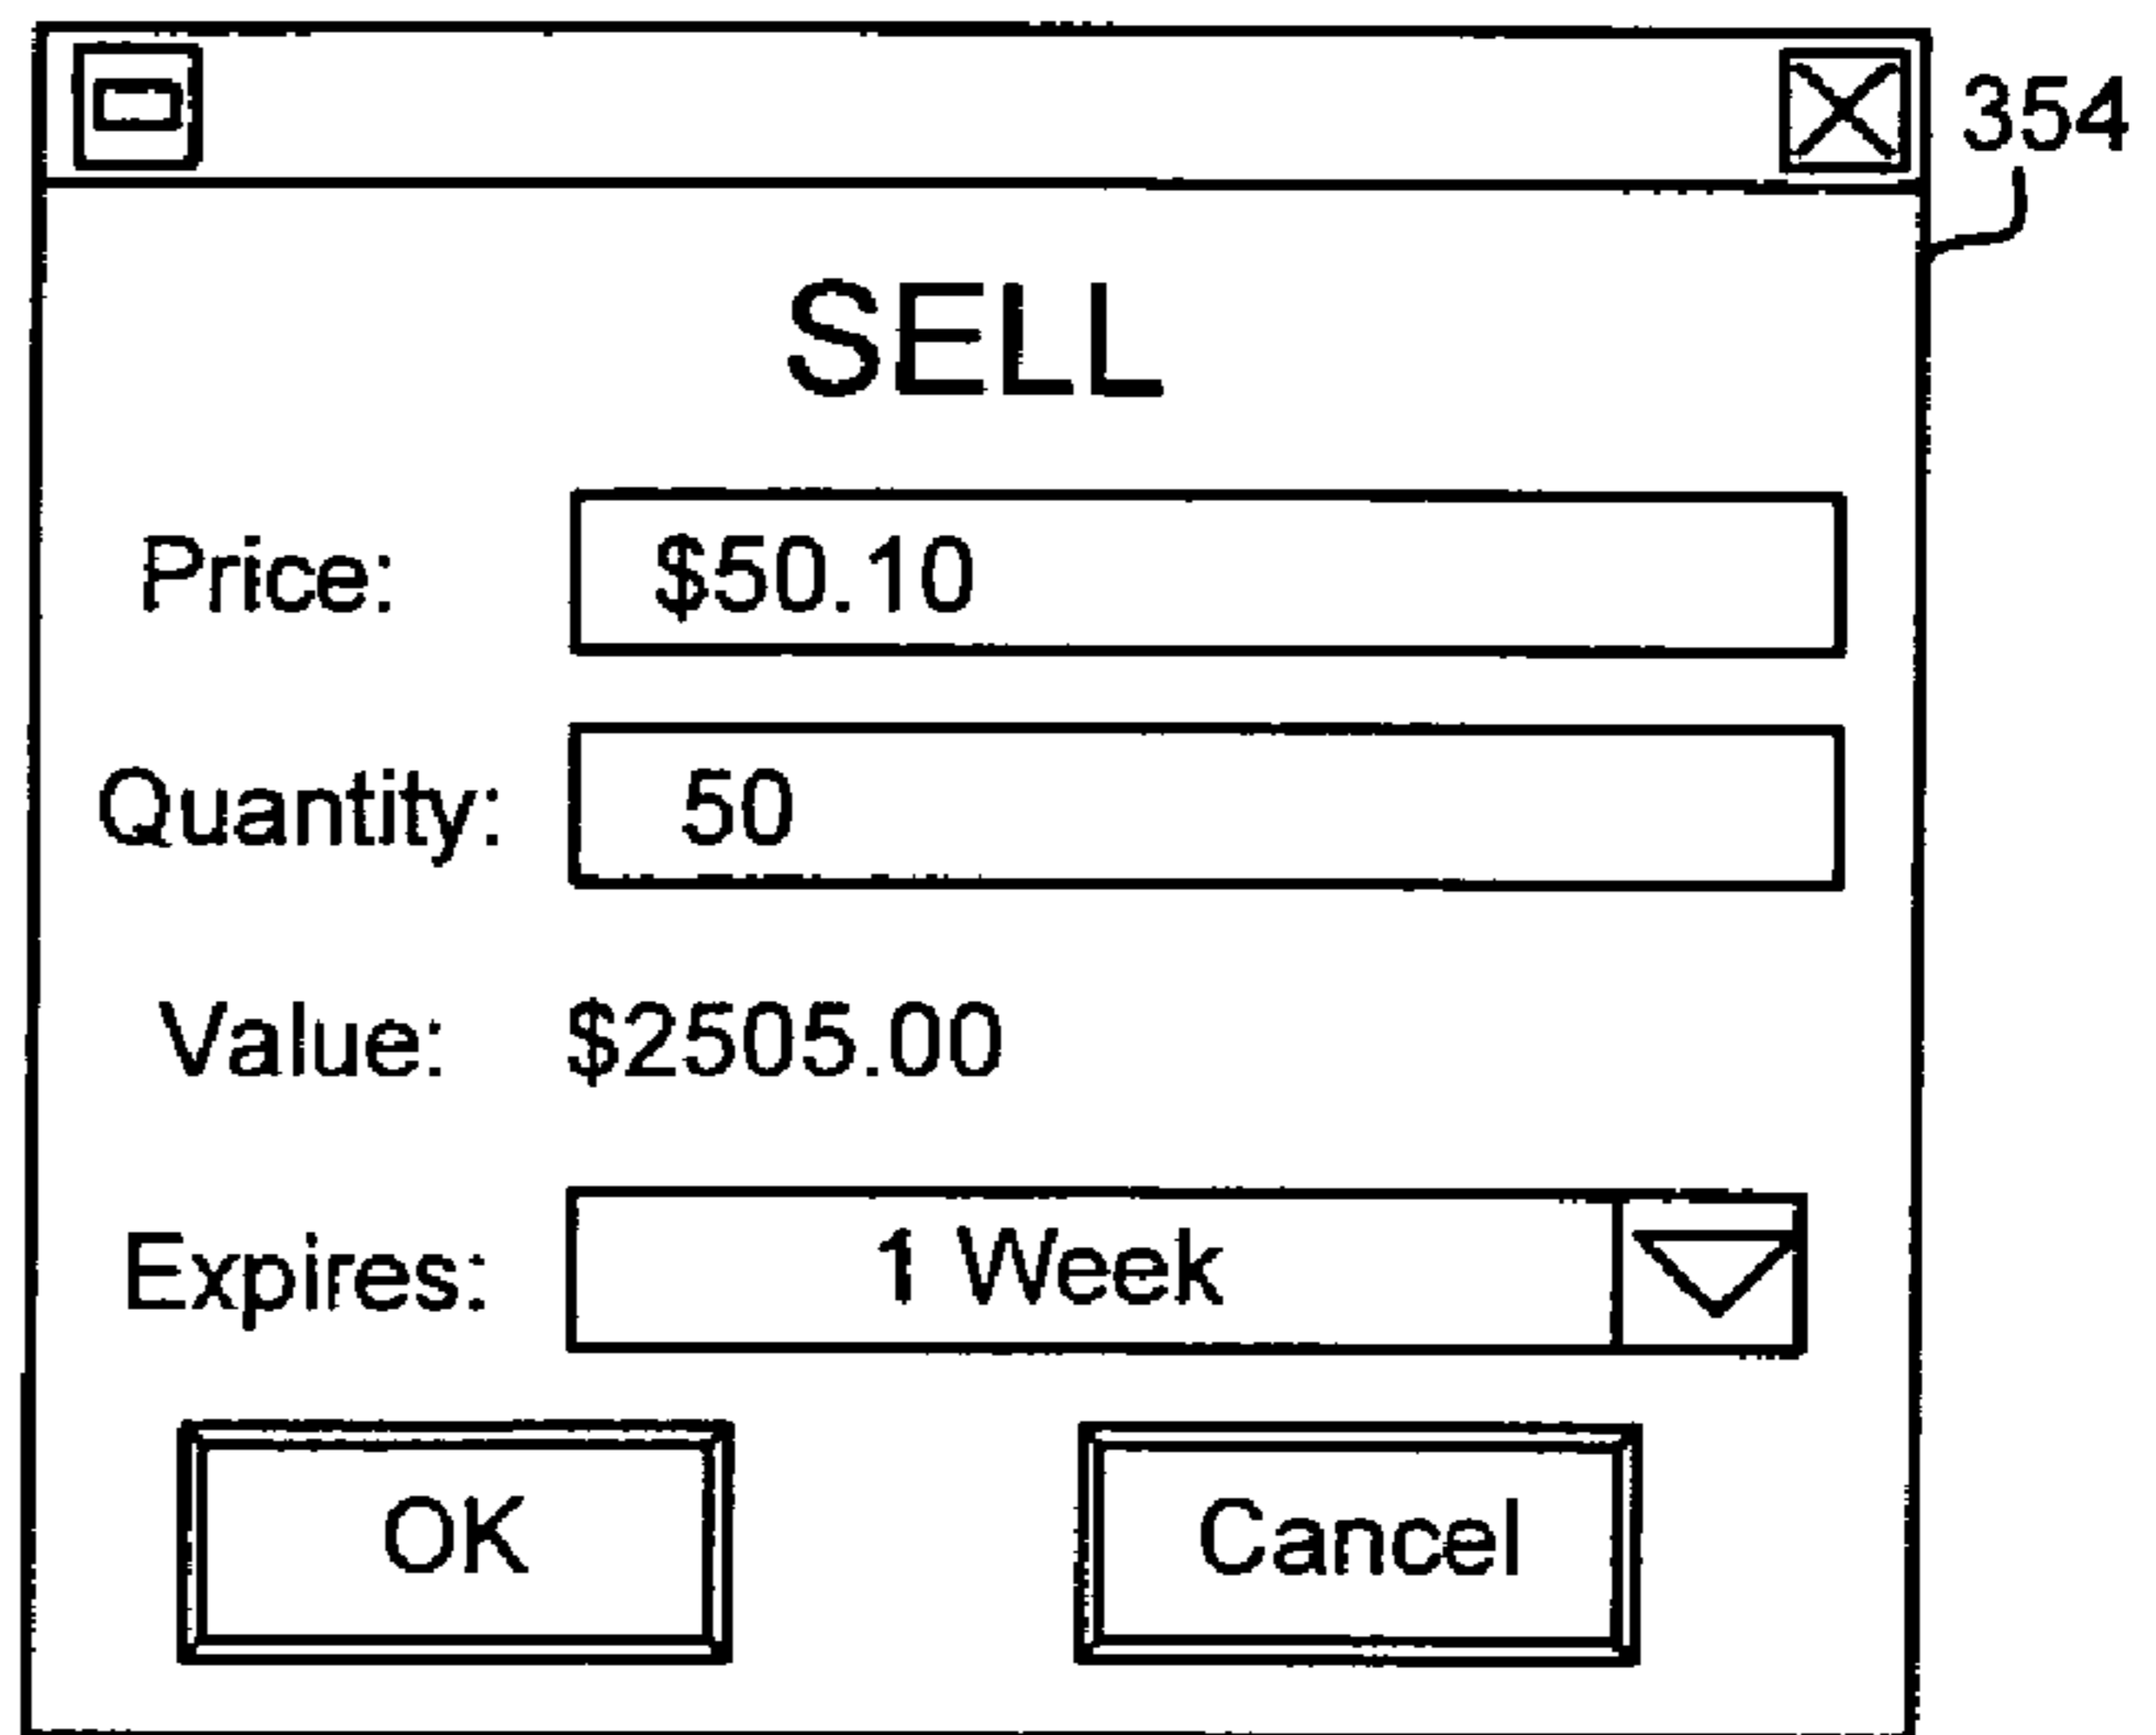 354
SELL
Price: $50.10
Quantity: 50
Value: $2505.00
Expires: 1 Week
OK Cancel